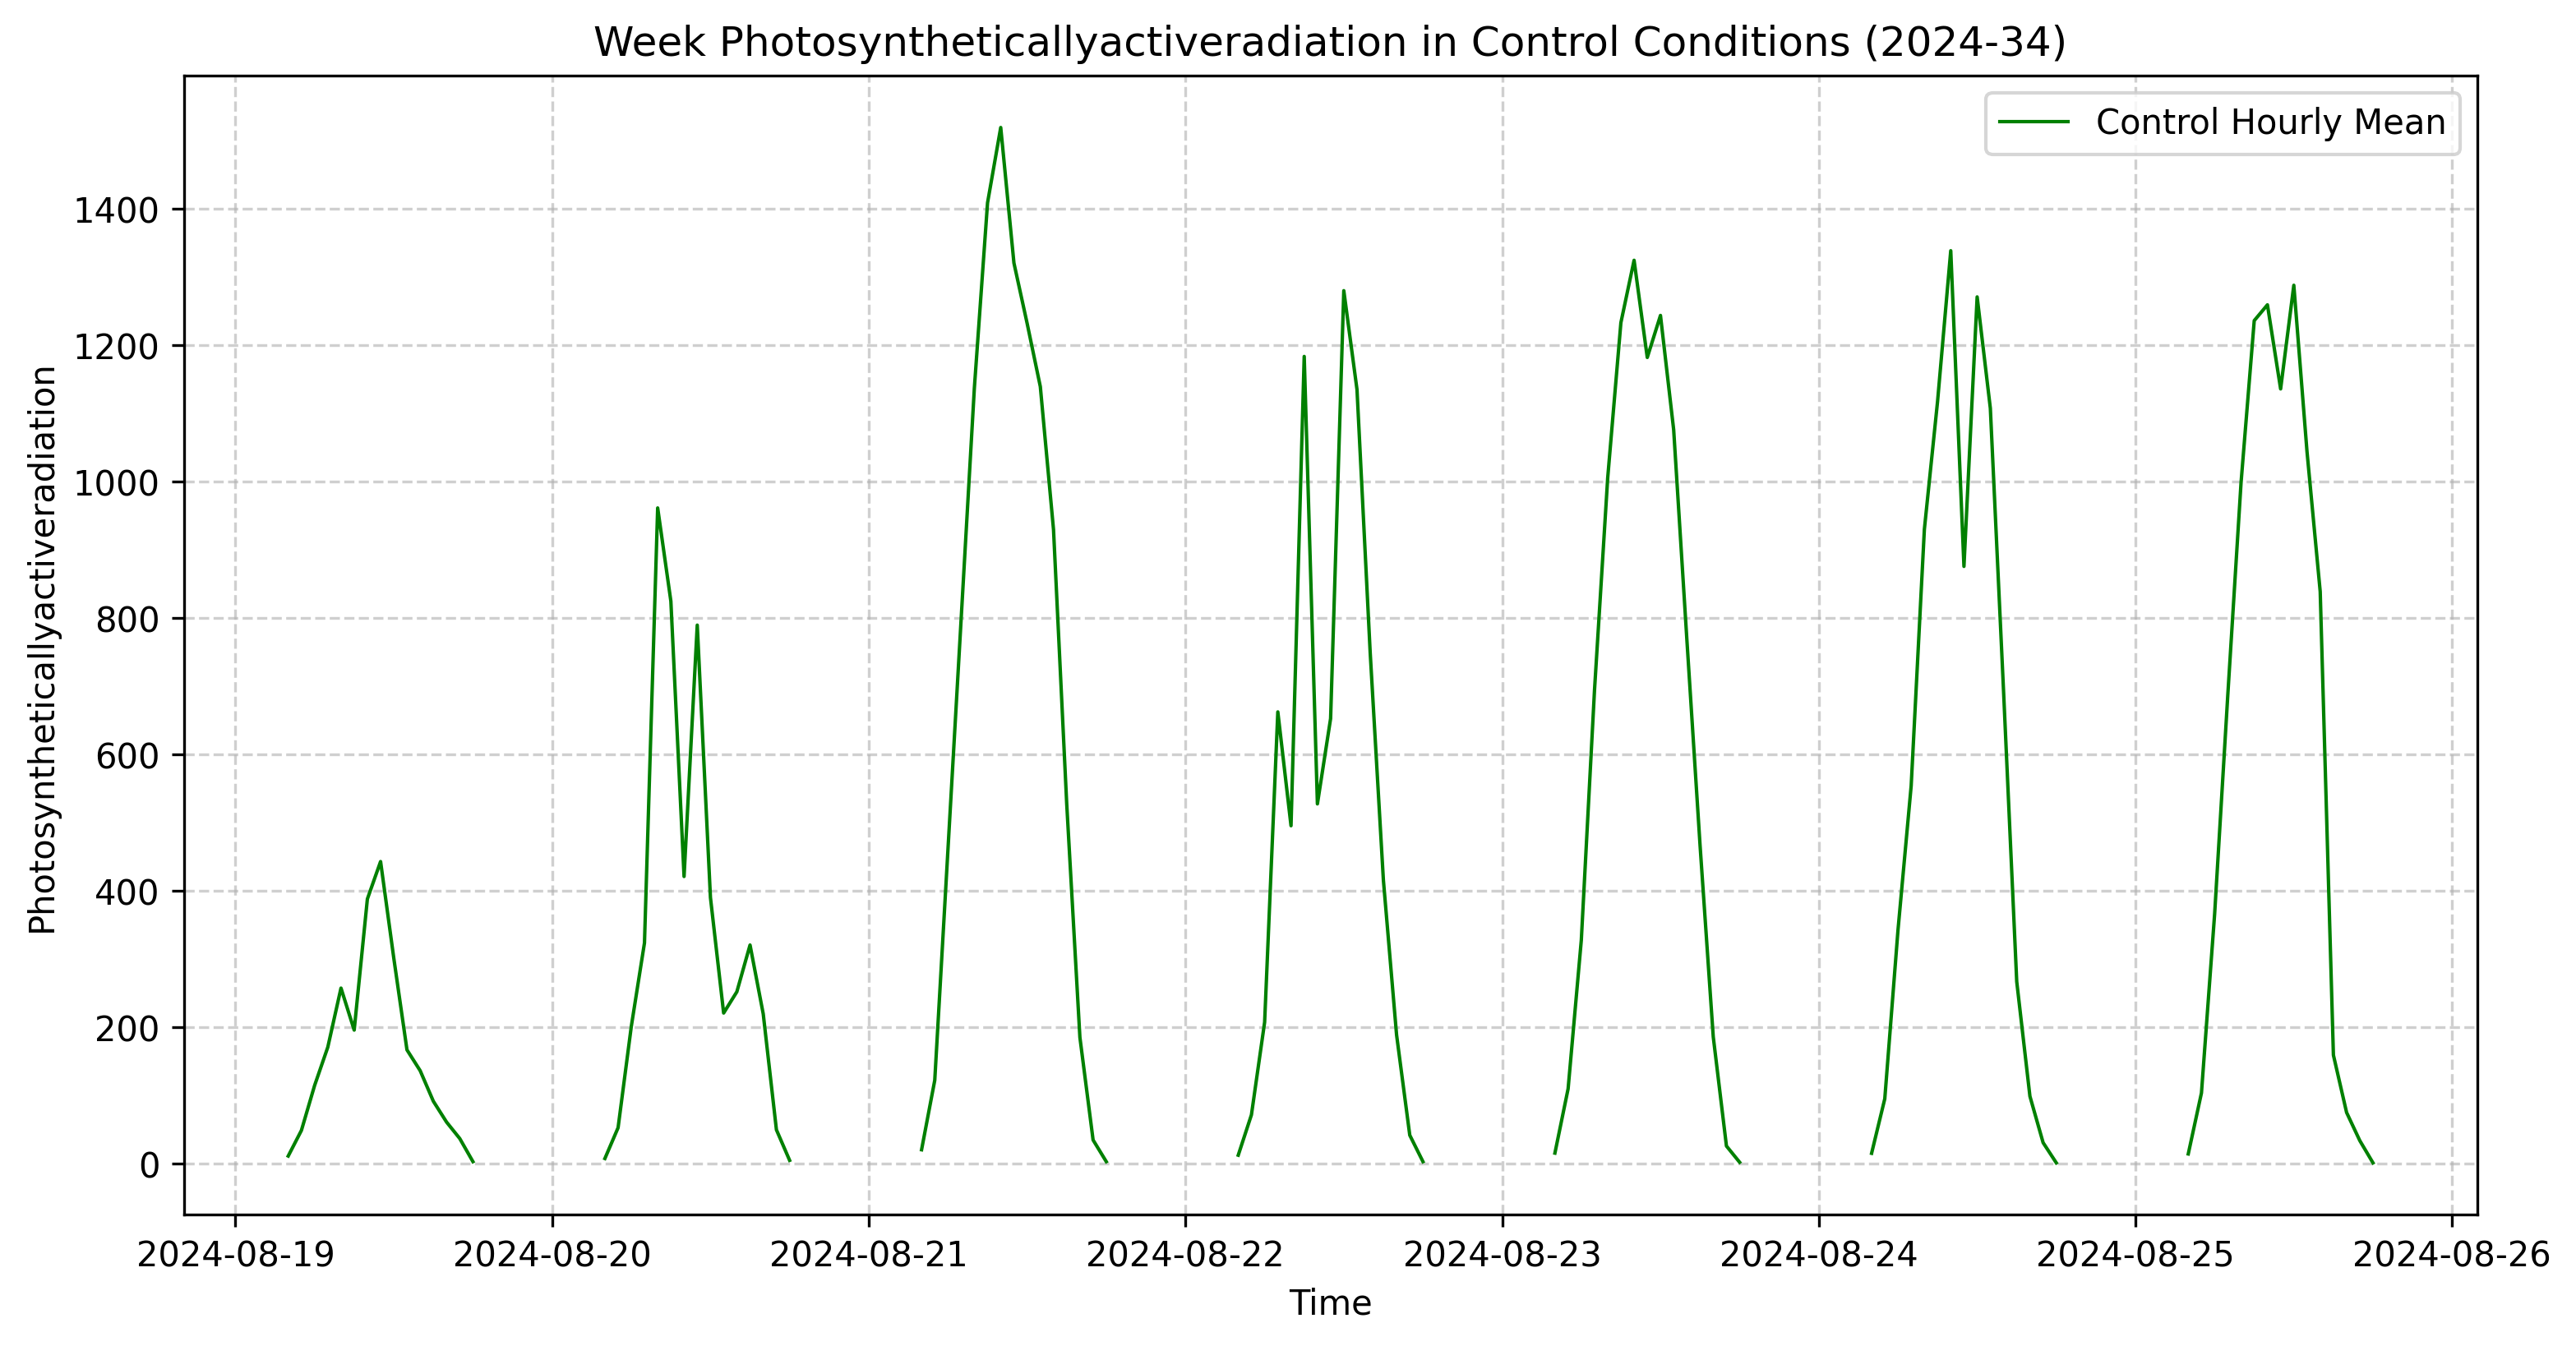 Week Photosyntheticallyactiveradiation in Control Conditions (2024-34)
Control Hourly Mean
Photosyntheticallyactiveradiation
1400
1200
1000
800
600
400
200
0
2024-08-19 2024-08-20 2024-08-21 2024-08-22 2024-08-23 2024-08-24 2024-08-25 2024-08-26
Time